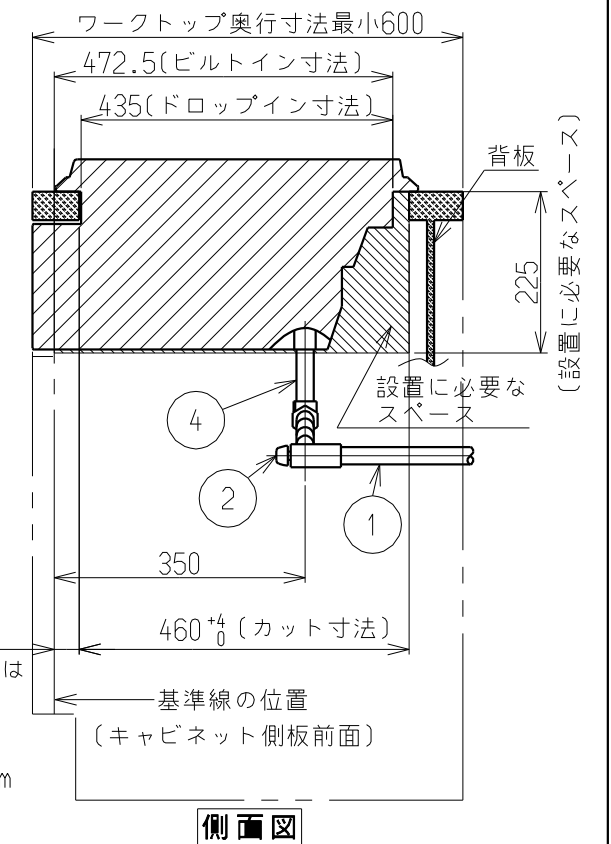 ワークトップ奥行寸法最小600
472.5(ビルトイン寸法)
435(ドロップイン寸法)
背板
225
(設置に必要なスペース)
設置に必要な
スペース
4
2
1
350
460 +4 0 (カット寸法)
は
基準線の位置
(キャビネット側板前面)
m
側面図